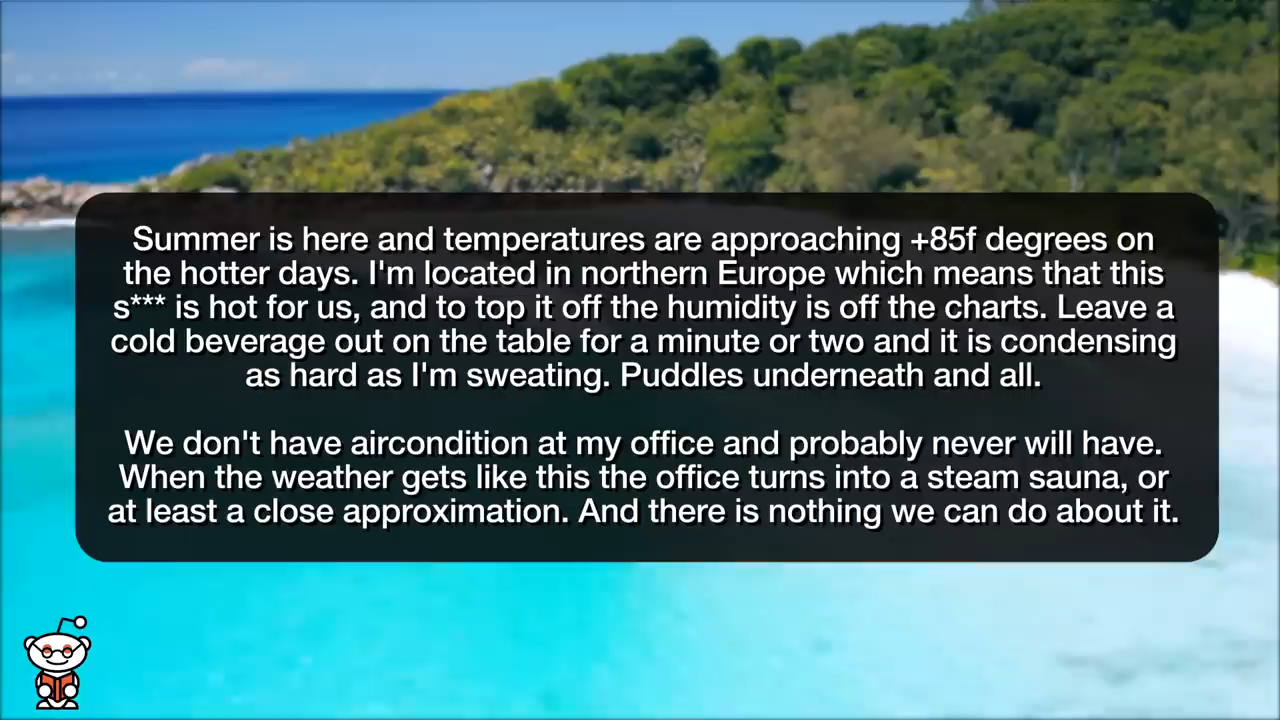 Summer is here and temperatures are approaching +85f degrees on
the hotter days. I'm located in northern Europe which means that this
s*** is hot for us, and to top it off the humidity is off the charts. Leave a
cold beverage out on the table for a minute or two and it is condensing
as hard as I'm sweating. Puddles underneath and all.
We don't have aircondition at my office and probably never will have.
When the weather gets like this the office turns into a steam sauna, or
at least a close approximation. And there is nothing we can do about it.